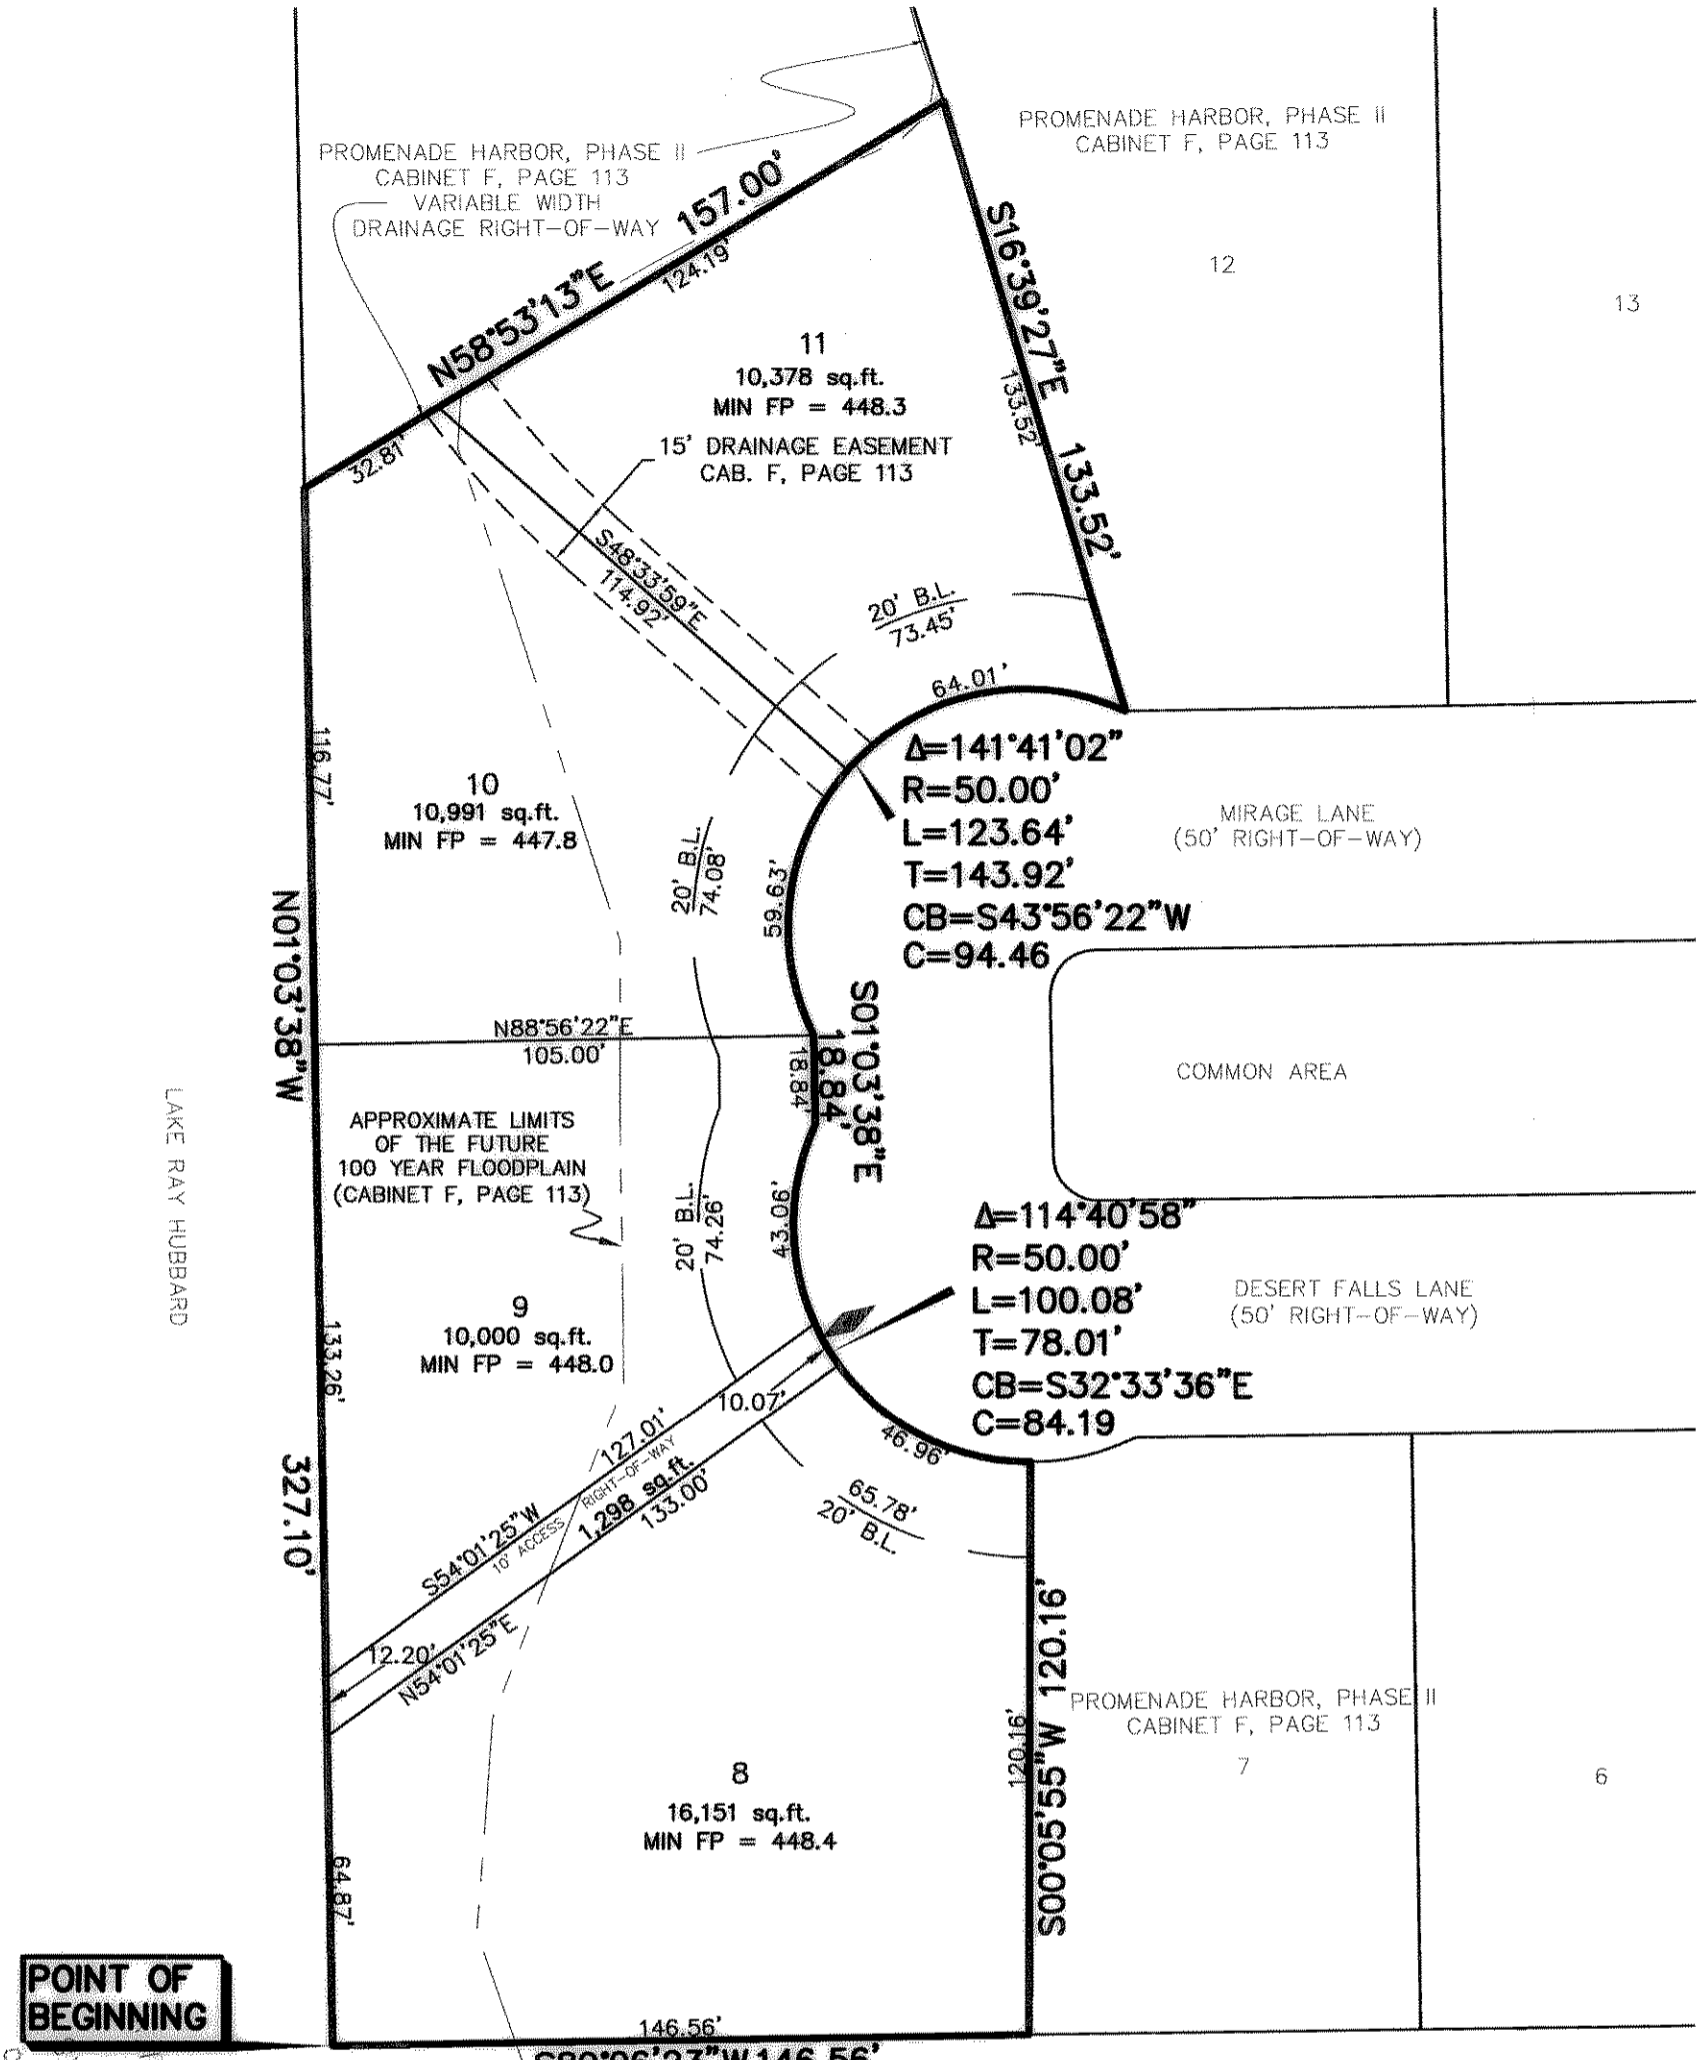 PROMENADE HARBOR, PHASE II
CABINET F, PAGE 113
VARIABLE WIDTH
DRAINAGE RIGHT-OF-WAY
PROMENADE HARBOR, PHASE II
CABINET F, PAGE 113
12
13
N58°53'13"E 157.00'
124.19'
32.81'
S16°39'27"E 133.52'
133.52'
11
10,378 sq.ft.
MIN FP = 448.3
15' DRAINAGE EASEMENT
CAB. F, PAGE 113
S48°33'59"E
114.92'
20' B.L.
73.45'
64.01'
Δ=141°41'02"
R=50.00'
L=123.64'
T=143.92'
CB=S43°56'22"W
C=94.46
MIRAGE LANE
(50' RIGHT-OF-WAY)
116.77'
10
10,991 sq.ft.
MIN FP = 447.8
20' B.L.
74.08'
59.63'
N01°03'38"W 327.10'
N88°56'22"E
105.00'
S01°03'38"E
18.84'
18.84'
COMMON AREA
LAKE RAY HUBBARD
APPROXIMATE LIMITS
OF THE FUTURE
100 YEAR FLOODPLAIN
(CABINET F, PAGE 113)
20' B.L.
74.26'
43.06'
Δ=114°40'58"
R=50.00'
L=100.08'
T=78.01'
CB=S32°33'36"E
C=84.19
DESERT FALLS LANE
(50' RIGHT-OF-WAY)
9
10,000 sq.ft.
MIN FP = 448.0
133.26'
10.07'
46.96'
S54°01'25"W
127.01'
10' ACCESS RIGHT-OF-WAY
1,298 sq.ft.
133.00'
N54°01'25"E
12.20'
65.78'
20' B.L.
S00°05'55"W 120.16'
120.16'
PROMENADE HARBOR, PHASE II
CABINET F, PAGE 113
7
6
8
16,151 sq.ft.
MIN FP = 448.4
64.87'
POINT OF
BEGINNING
146.56'
W 146.56'